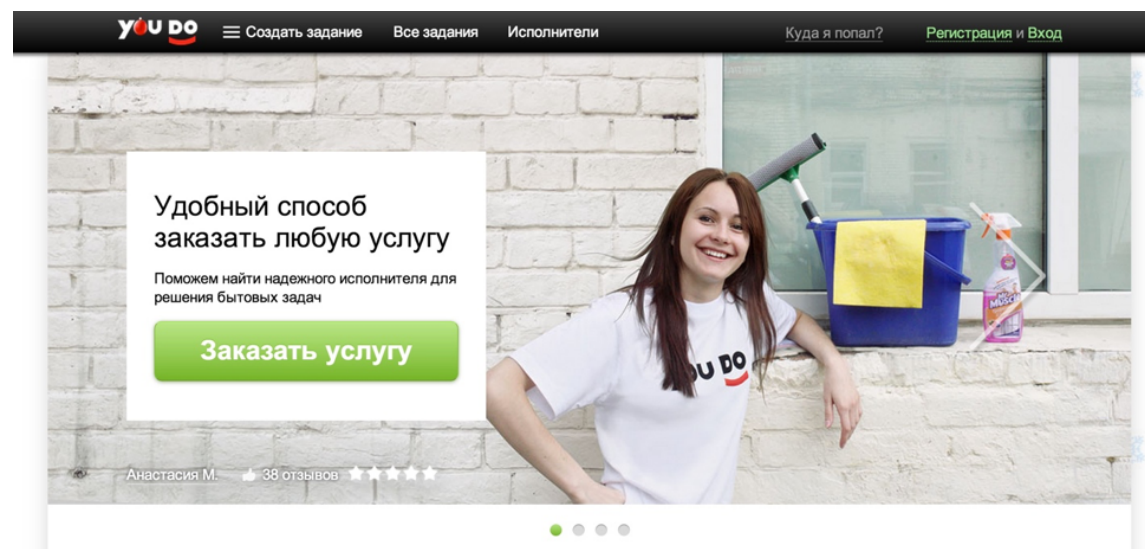 YOU DO
Создать задание
Все задания
Исполнители
Куда я попал?
Регистрация и Вход
Удобный способ
заказать любую услугу
Поможем найти надежного исполнителя для
решения бытовых задач
Заказать услугу
YOU DO
MUSCLE
Анастасия М. 38 отзывов